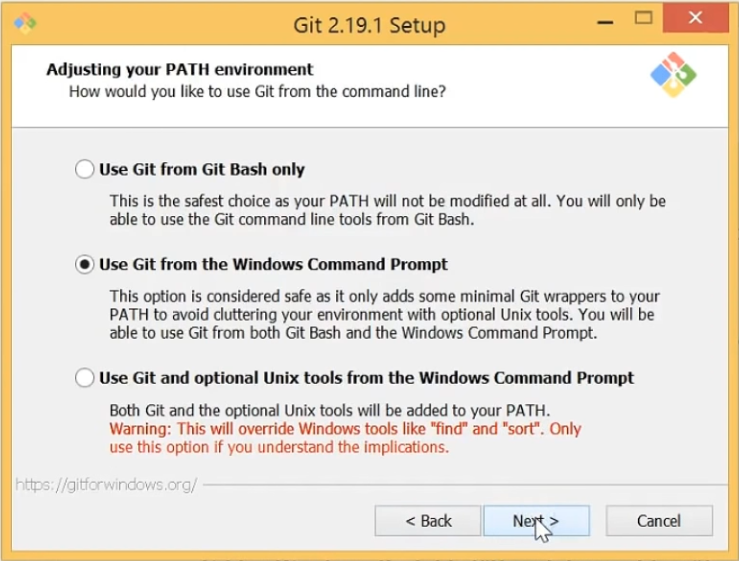 Git 2.19.1 Setup
Adjusting your PATH environment
How would you like to use Git from the command line?
Use Git from Git Bash only
This is the safest choice as your PATH will not be modified at all. You will only be
able to use the Git command line tools from Git Bash.
Use Git from the Windows Command Prompt
This option is considered safe as it only adds some minimal Git wrappers to your
PATH to avoid cluttering your environment with optional Unix tools. You will be
able to use Git from both Git Bash and the Windows Command Prompt.
Use Git and optional Unix tools from the Windows Command Prompt
Both Git and the optional Unix tools will be added to your PATH.
Warning: This will override Windows tools like "find" and "sort". Only
use this option if you understand the implications.
https://gitforwindows.org/
< Back Next > Cancel